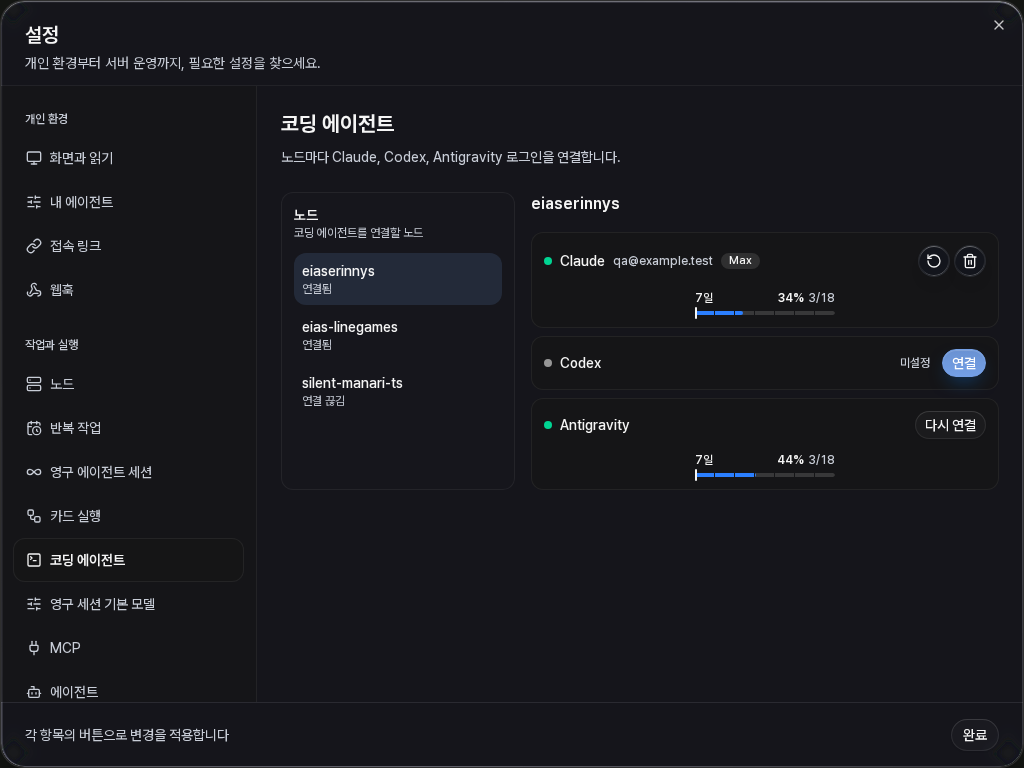 설정
개인 환경부터 서버 운영까지, 필요한 설정을 찾으세요.
개인 환경
화면과 읽기
내 에이전트
접속 링크
웹훅
작업과 실행
노드
반복 작업
영구 에이전트 세션
카드 실행
코딩 에이전트
영구 세션 기본 모델
MCP
에이전트
코딩 에이전트
노드마다 Claude, Codex, Antigravity 로그인을 연결합니다.
노드
코딩 에이전트를 연결할 노드
eiaserinnys
연결됨
eias-linegames
연결됨
silent-manari-ts
연결 끊김
eiaserinnys
Claude qa@example.test Max
7일 34% 3/18
Codex 미설정 연결
Antigravity 다시 연결
7일 44% 3/18
각 항목의 버튼으로 변경을 적용합니다
완료